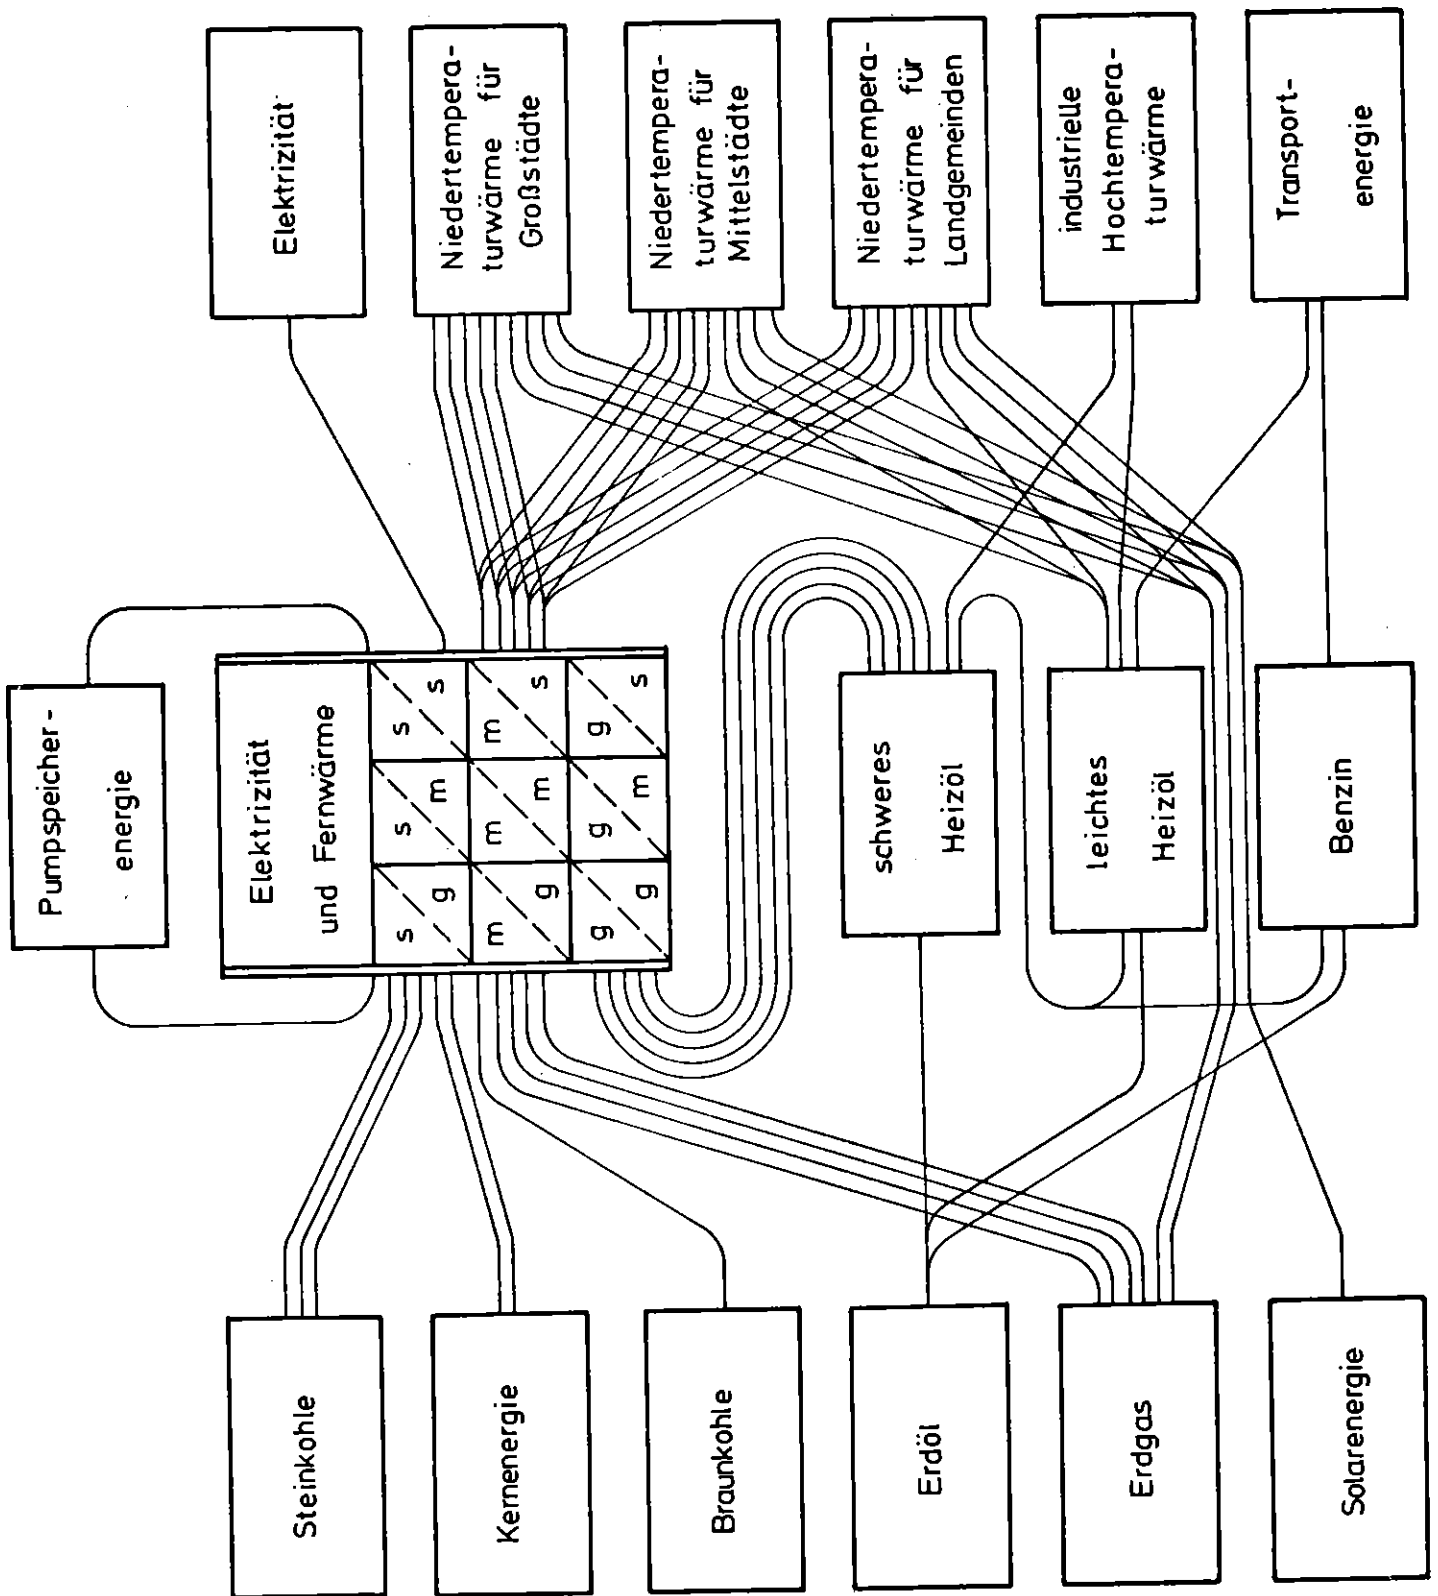 Steinkohle
Kernenergie
Braunkohle
Erdöl
Erdgas
Solarenergie
Pumpspeicher-
energie
Elektrizität
und Fernwärme
s s s
g m s
m m m
g m s
g g g
g m s
schweres
Heizöl
leichtes
Heizöl
Benzin
Elektrizität
Niedertempera-
turwärme für
Großstädte
Niedertempera-
turwärme für
Mittelstädte
Niedertempera-
turwärme für
Landgemeinden
industrielle
Hochtempera-
turwärme
Transport-
energie